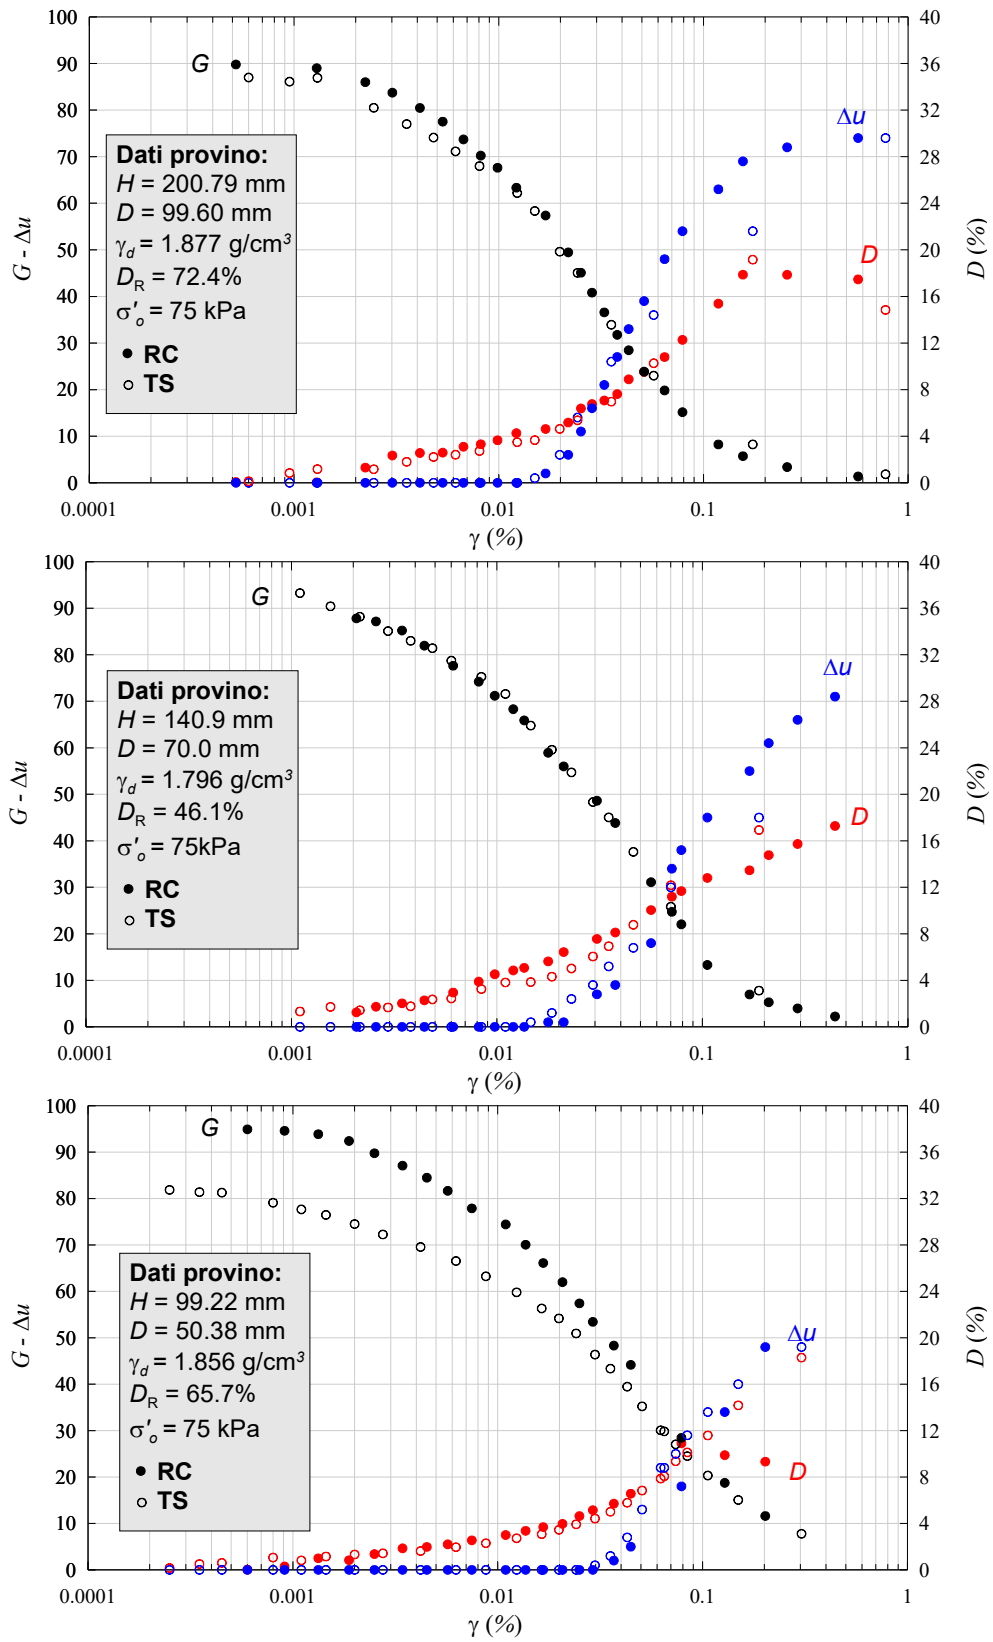 100
90
80
70
60
50
40
30
20
10
0
G - Δu
40
36
32
28
24
20
16
12
8
4
0
D (%)
G
Δu
D
Dati provino:
H = 200.79 mm
D = 99.60 mm
γd = 1.877 g/cm³
DR = 72.4%
σ'o = 75 kPa
RC
TS
0.0001
0.001
0.01
0.1
1
γ (%)
100
90
80
70
60
50
40
30
20
10
0
G - Δu
40
36
32
28
24
20
16
12
8
4
0
D (%)
G
Δu
D
Dati provino:
H = 140.9 mm
D = 70.0 mm
γd = 1.796 g/cm³
DR = 46.1%
σ'o = 75kPa
RC
TS
0.0001
0.001
0.01
0.1
1
γ (%)
100
90
80
70
60
50
40
30
20
10
0
G - Δu
40
36
32
28
24
20
16
12
8
4
0
D (%)
G
Δu
D
Dati provino:
H = 99.22 mm
D = 50.38 mm
γd = 1.856 g/cm³
DR = 65.7%
σ'o = 75 kPa
RC
TS
0.0001
0.001
0.01
0.1
1
γ (%)